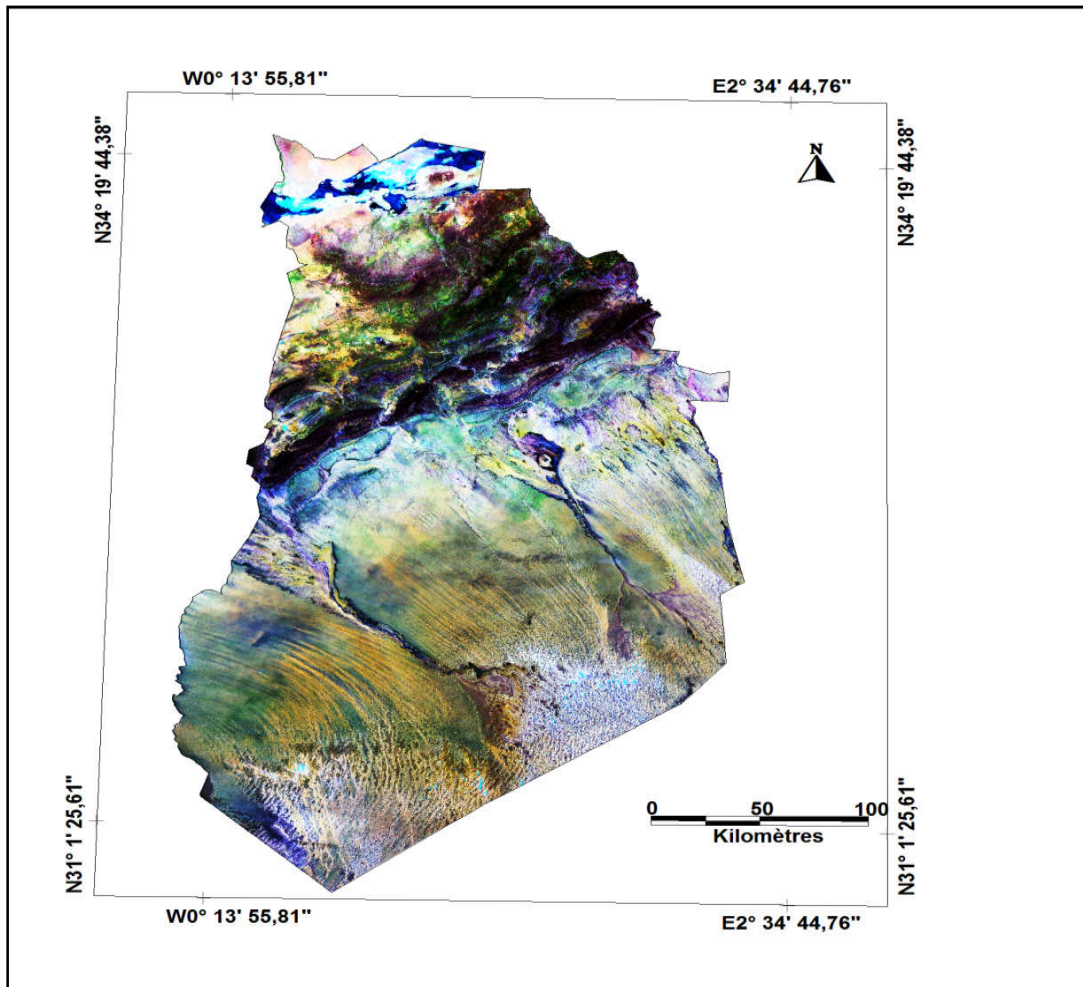 W0° 13' 55,81"
E2° 34' 44,76"
N34° 19' 44,38"
N34° 19' 44,38"
N
0 50 100
Kilomètres
N31° 1' 25,61"
N31° 1' 25,61"
W0° 13' 55,81"
E2° 34' 44,76"